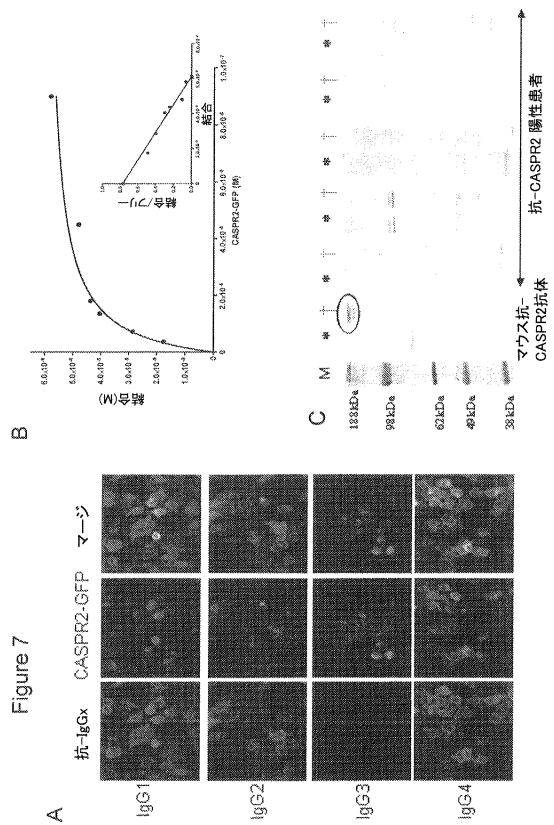 Figure 7
A
抗-IgGx
CASPR2-GFP
マージ
IgG1
IgG2
IgG3
IgG4
B
結合(M)
0
CASPR2-GFP (M)
結合/フリー
結合
C
M
* † * † * † * † * † * †
188kDa
98kDa
62kDa
49kDa
38kDa
マウス抗-
CASPR2抗体
抗-CASPR2 陽性患者